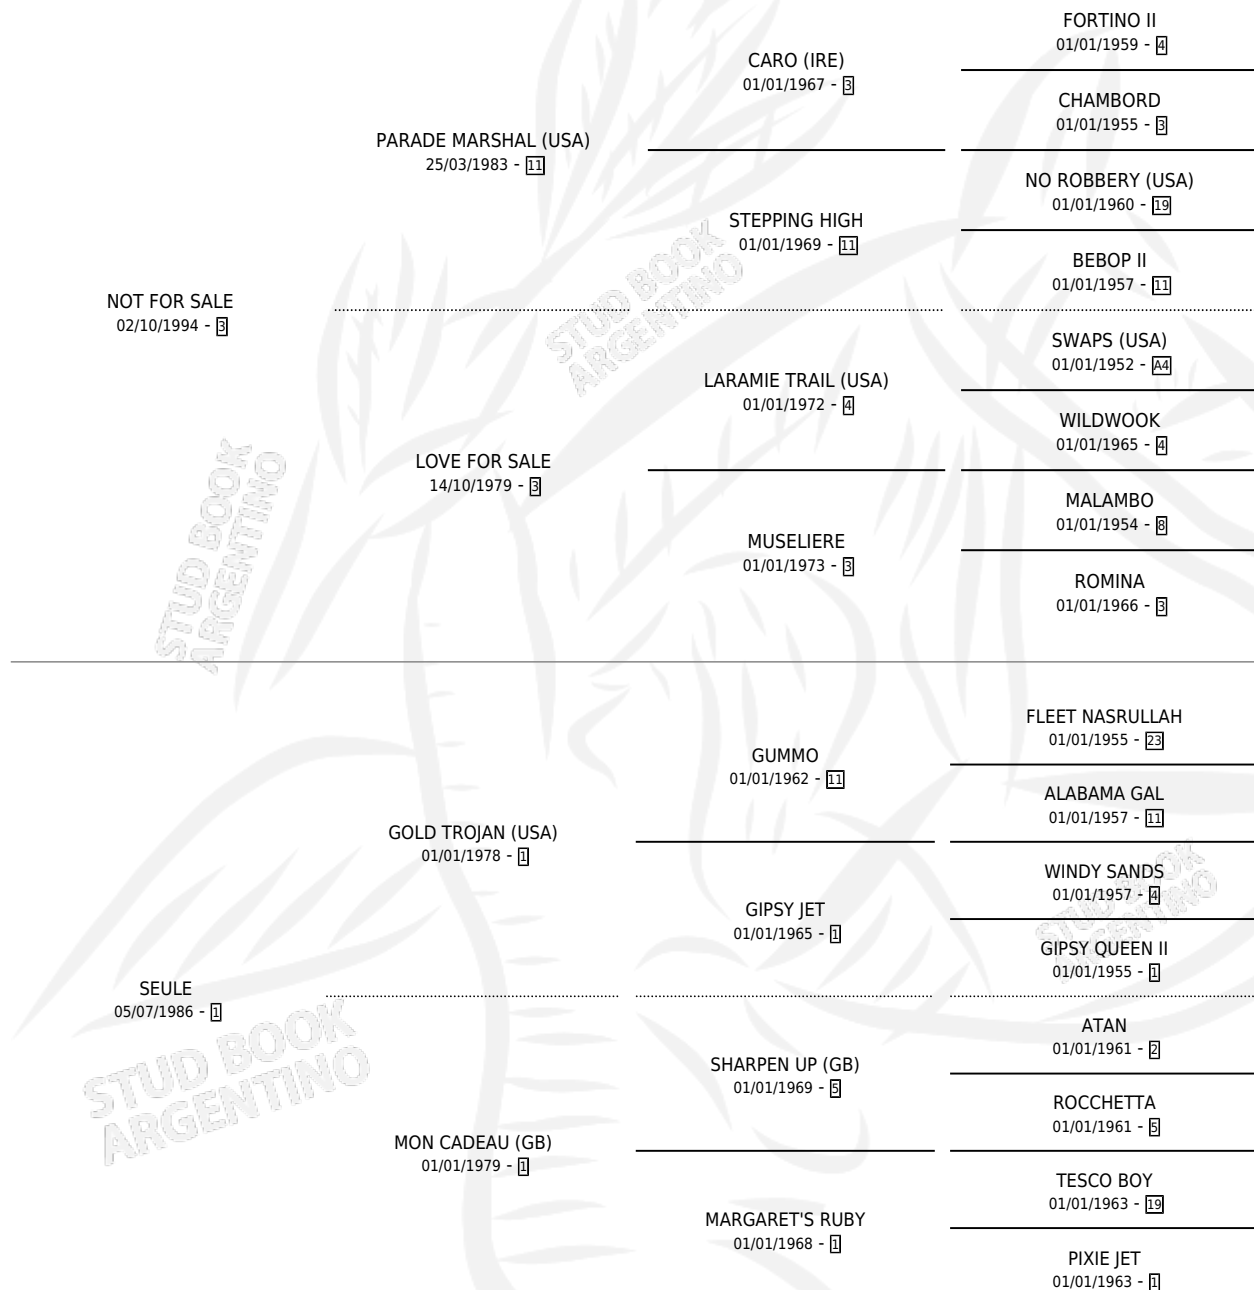 FORTINO II
01/01/1959 - 4
CARO (IRE)
01/01/1967 - 3
CHAMBORD
01/01/1955 - 3
PARADE MARSHAL (USA)
25/03/1983 - 11
NO ROBBERY (USA)
01/01/1960 - 19
STEPPING HIGH
01/01/1969 - 11
BEBOP II
01/01/1957 - 11
NOT FOR SALE
02/10/1994 - 3
STUD BOOK
ARGENTINO
SWAPS (USA)
01/01/1952 - A4
LARAMIE TRAIL (USA)
01/01/1972 - 4
WILDWOOK
01/01/1965 - 4
LOVE FOR SALE
14/10/1979 - 3
MALAMBO
01/01/1954 - 8
MUSELIERE
01/01/1973 - 3
ROMINA
01/01/1966 - 3
STUD BOOK
ARGENTINO
FLEET NASRULLAH
01/01/1955 - 23
GUMMO
01/01/1962 - 11
ALABAMA GAL
01/01/1957 - 11
GOLD TROJAN (USA)
01/01/1978 - 1
WINDY SANDS
01/01/1957 - 4
GIPSY JET
01/01/1965 - 1
STUD BOOK
ARGENTINO
GIPSY QUEEN II
01/01/1955 - 1
SEULE
05/07/1986 - 1
STUD BOOK
ARGENTINO
ATAN
01/01/1961 - 2
SHARPEN UP (GB)
01/01/1969 - 5
ROCCHETTA
01/01/1961 - 5
MON CADEAU (GB)
01/01/1979 - 1
TESCO BOY
01/01/1963 - 19
MARGARET'S RUBY
01/01/1968 - 1
PIXIE JET
01/01/1963 - 1